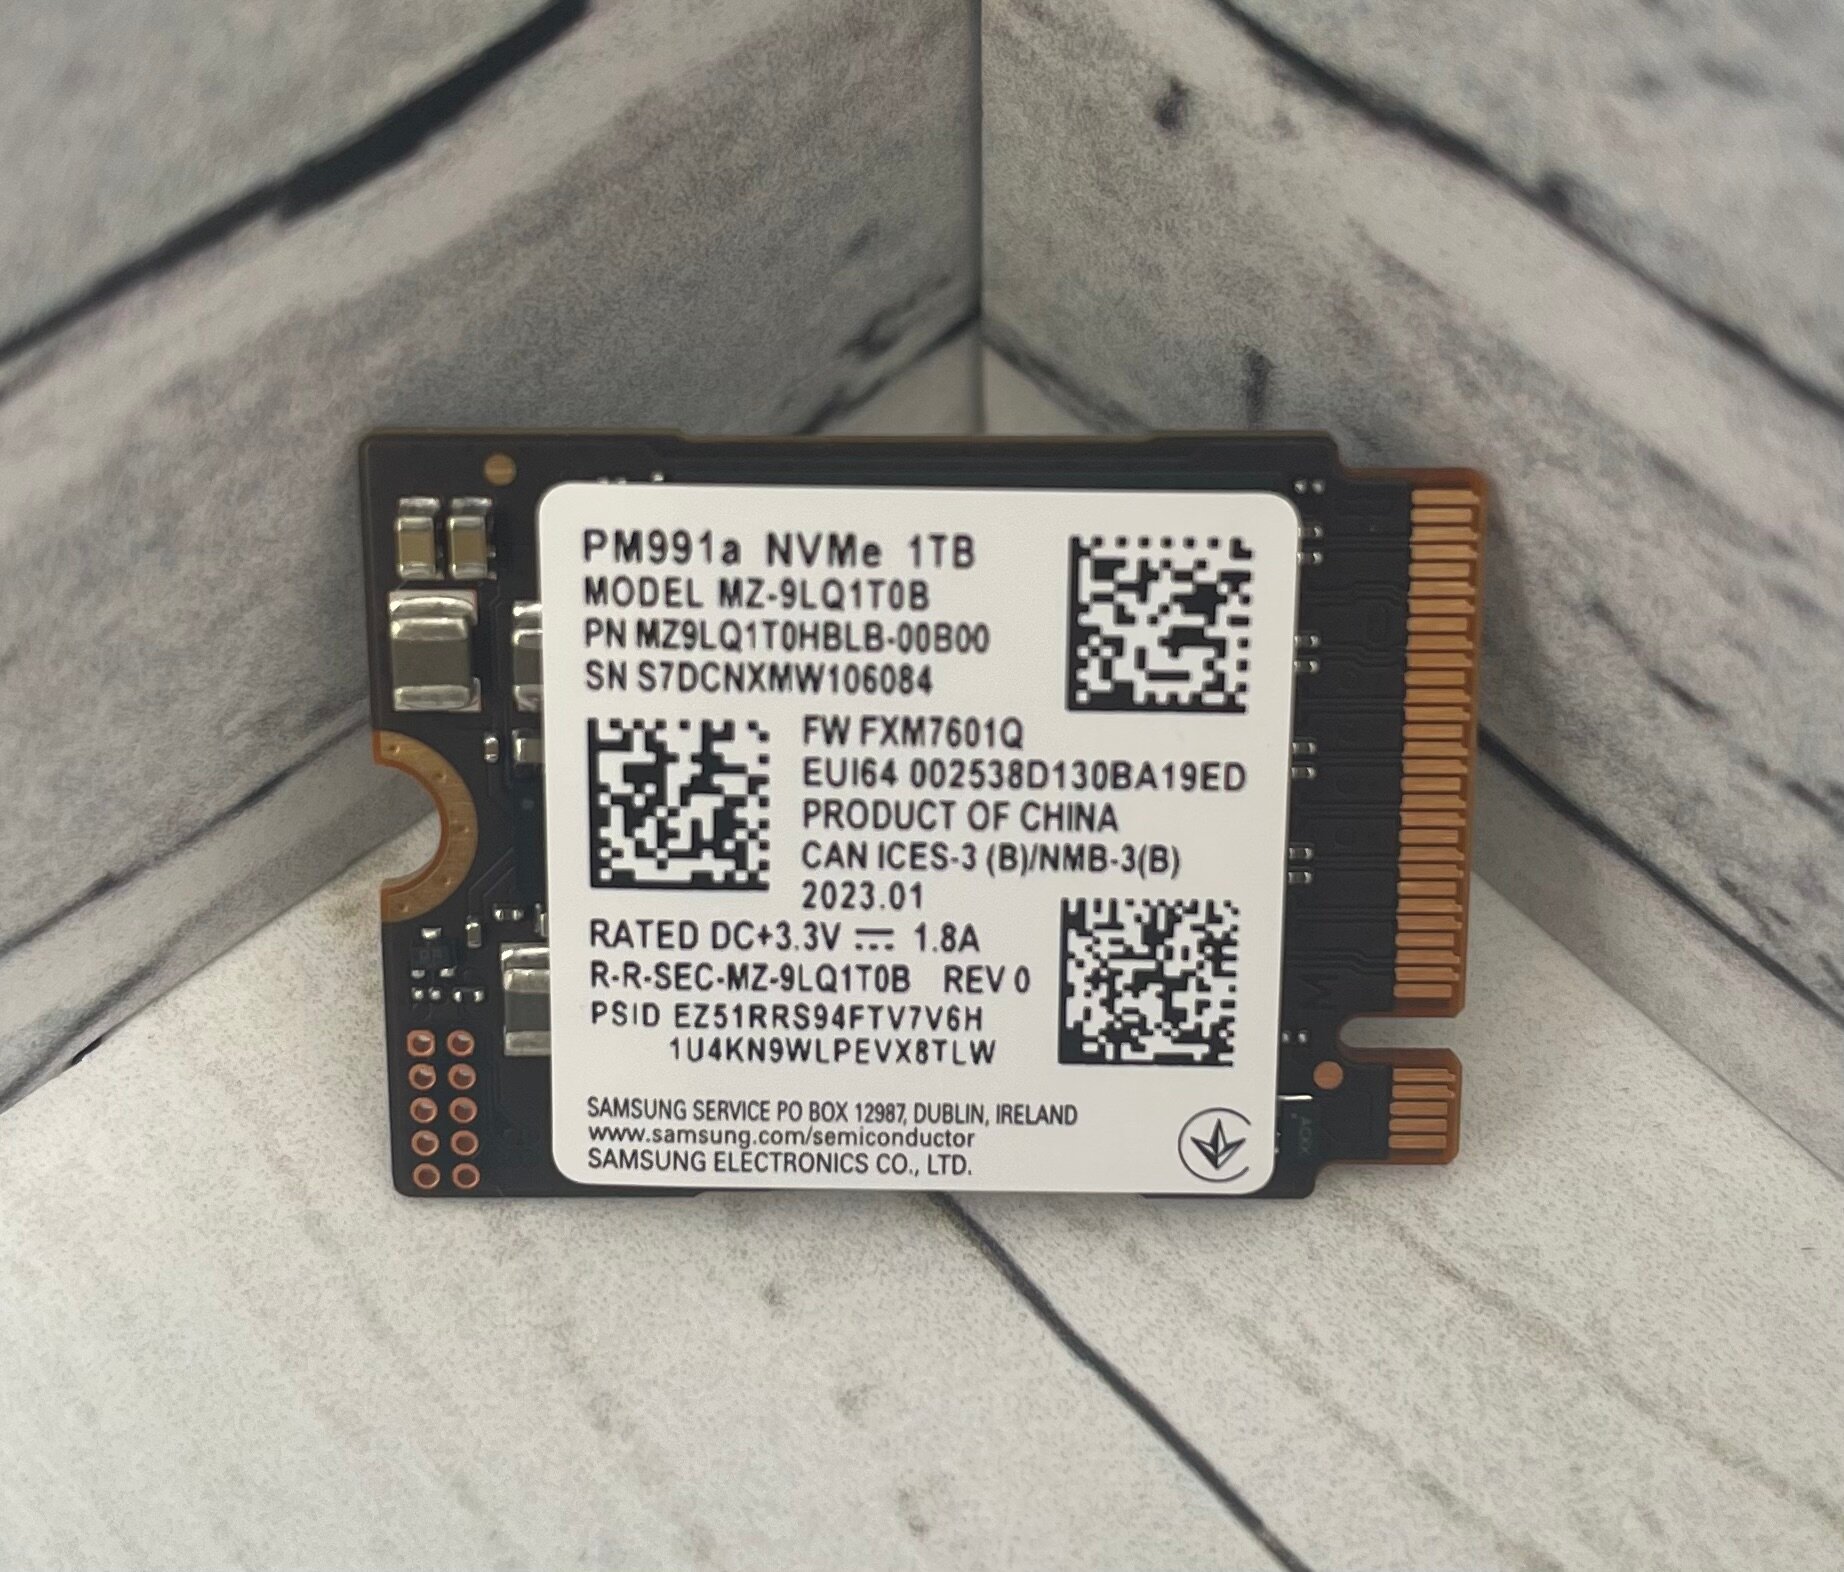 PM991a NVMe 1TB
MODEL MZ-9LQ1T0B
PN MZ9LQ1T0HBLB-00B00
SN S7DCNXMW106084
FW FXM7601Q
EUI64 002538D130BA19ED
PRODUCT OF CHINA
CAN ICES-3 (B)/NMB-3(B)
2023.01
RATED DC+3.3V ⎓ 1.8A
R-R-SEC-MZ-9LQ1T0B REV 0
PSID EZ51RRS94FTV7V6H
1U4KN9WLPEVX8TLW
SAMSUNG SERVICE PO BOX 12987, DUBLIN, IRELAND
www.samsung.com/semiconductor
SAMSUNG ELECTRONICS CO., LTD.